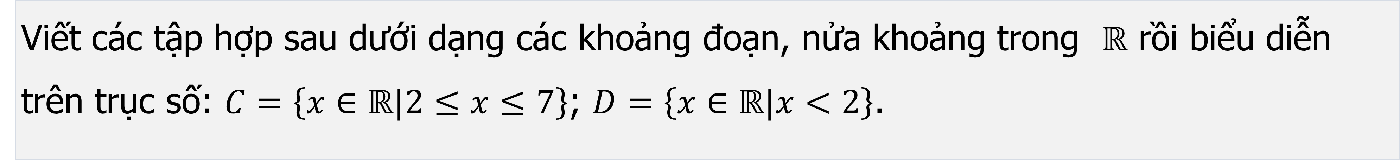 Viết các tập hợp sau dưới dạng các khoảng đoạn, nửa khoảng trong ℝ rồi biểu diễn
trên trục số: 𝐶 = {𝑥 ∈ ℝ|2 ≤ 𝑥 ≤ 7}; 𝐷 = {𝑥 ∈ ℝ|𝑥 < 2}.